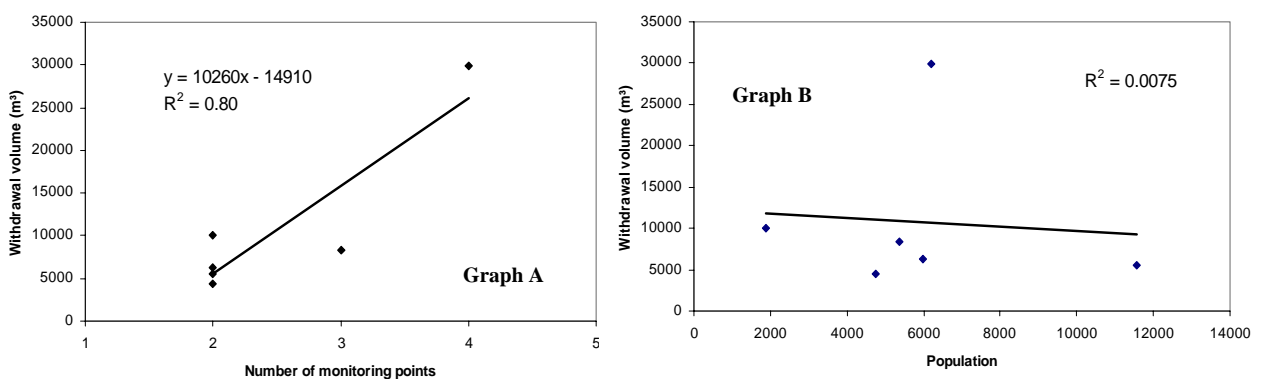 35000
30000
25000
20000
15000
10000
5000
0
Withdrawal volume (m³)
y = 10260x - 14910
R² = 0.80
Graph A
1 2 3 4 5
Number of monitoring points
35000
30000
25000
20000
15000
10000
5000
0
Withdrawal volume (m³)
Graph B
R² = 0.0075
0 2000 4000 6000 8000 10000 12000 14000
Population